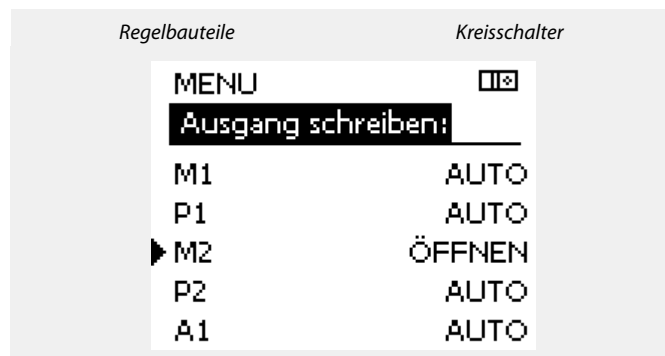 Regelbauteile Kreisschalter
MENU
Ausgang schreiben:
M1 AUTO
P1 AUTO
M2 ÖFFNEN
P2 AUTO
A1 AUTO